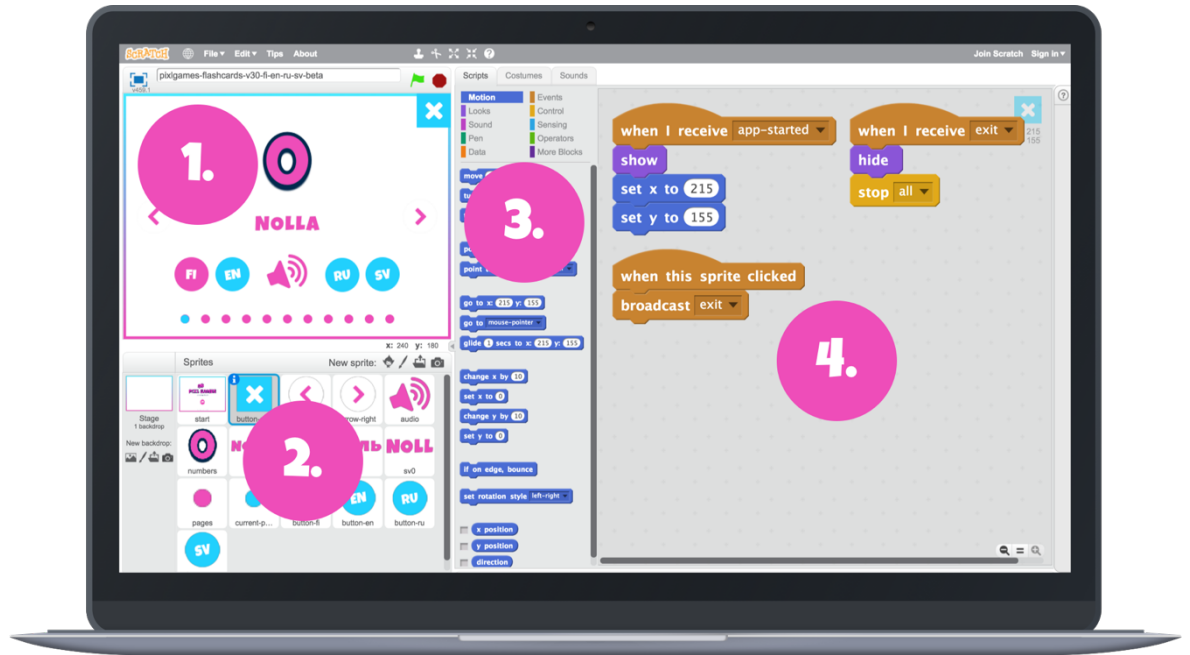 SCRATCH File Edit Tips About Join Scratch Sign in
pixlgames-flashcards-v30-fi-en-ru-sv-beta
v459.1
1.
O
NOLLA
FI EN RU SV
x: 240 y: 180
Sprites New sprite:
Stage
1 backdrop
New backdrop:
start
audio
numbers
NOLL
sv0
2.
EN RU
pages current-p... button-fi button-en button-ru
SV
Scripts Costumes Sounds
Motion Events
Looks Control
Sound Sensing
Pen Operators
Data More Blocks
move
3.
point
go to x: 215 y: 155
go to mouse-pointer
glide 1 secs to x: 215 y: 155
change x by 10
set x to 0
change y by 10
set y to 0
if on edge, bounce
set rotation style left-right
x position
y position
direction
when I receive app-started
show
set x to 215
set y to 155
when I receive exit
hide
stop all
215
155
when this sprite clicked
broadcast exit
4.